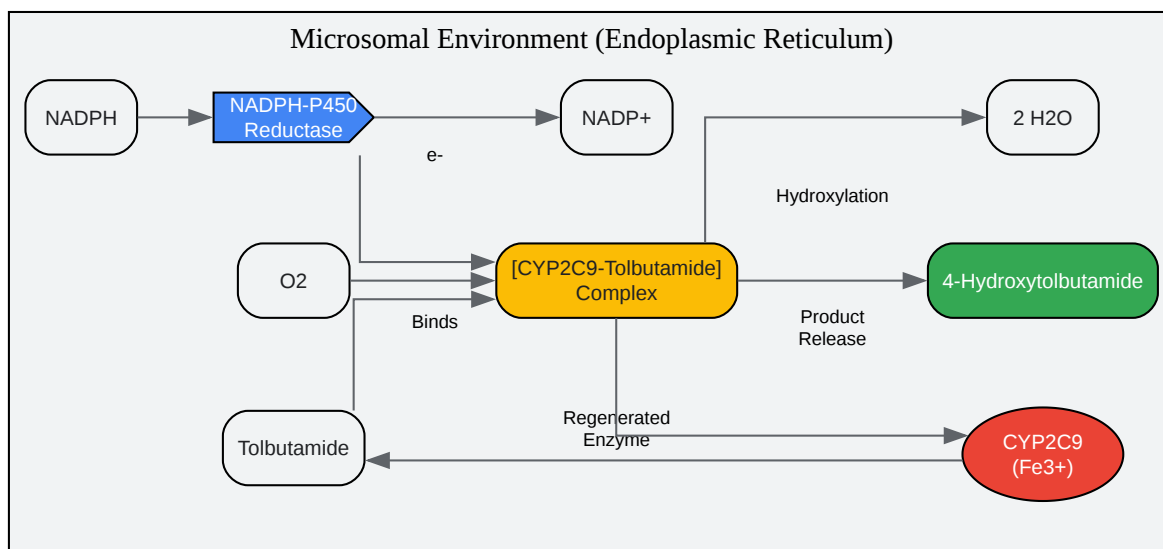 Microsomal Environment (Endoplasmic Reticulum)
NADPH
NADPH-P450
Reductase
NADP+
2 H2O
e-
Hydroxylation
O2
[CYP2C9-Tolbutamide]
Complex
4-Hydroxytolbutamide
Binds
Product
Release
Tolbutamide
Regenerated
Enzyme
CYP2C9
(Fe3+)